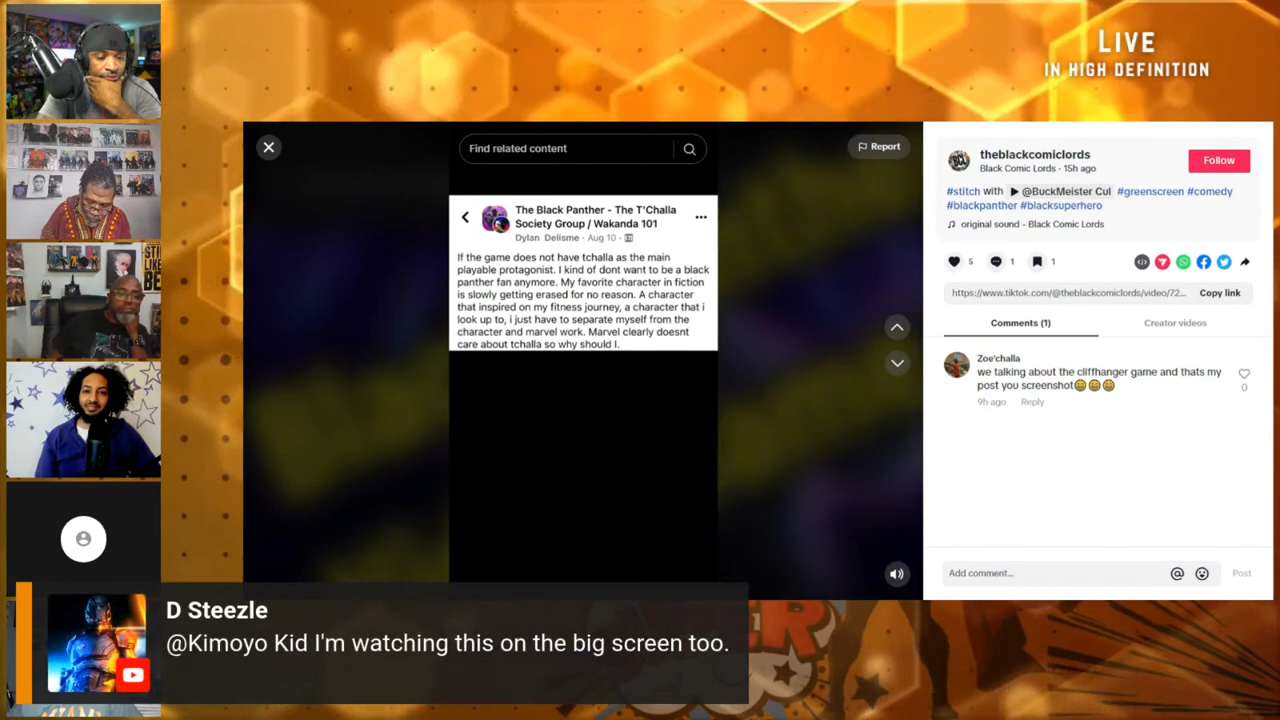 LIVE
IN HIGH DEFINITION
Find related content
Report
The Black Panther - The T'Challa
Society Group / Wakanda 101
Dylan Delisme · Aug 10 ·
If the game does not have tchalla as the main
playable protagonist. I kind of dont want to be a black
panther fan anymore. My favorite character in fiction
is slowly getting erased for no reason. A character
that inspired on my fitness journey, a character that i
look up to, i just have to separate myself from the
character and marvel work. Marvel clearly doesnt
care about tchalla so why should I.
theblackcomiclords
Black Comic Lords · 15h ago
Follow
#stitch with @BuckMeister Cul #greenscreen #comedy
#blackpanther #blacksuperhero
original sound - Black Comic Lords
5
1
1
https://www.tiktok.com/@theblackcomiclords/video/72...
Copy link
Comments (1)
Creator videos
Zoe'challa
we talking about the cliffhanger game and thats my
post you screenshot😄😄😄
0
9h ago Reply
Add comment...
Post
D Steezle
@Kimoyo Kid I'm watching this on the big screen too.